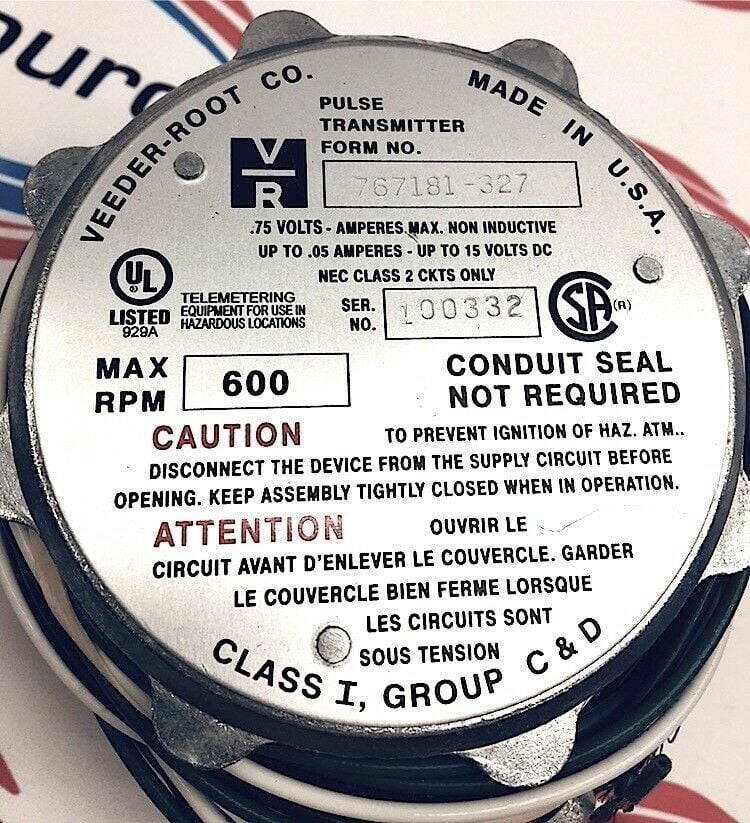 VEEDER-ROOT CO.
MADE IN U.S.A.
V
R
PULSE
TRANSMITTER
FORM NO.
767181-327
.75 VOLTS - AMPERES MAX. NON INDUCTIVE
UP TO .05 AMPERES - UP TO 15 VOLTS DC
NEC CLASS 2 CKTS ONLY
UL
LISTED
929A
TELEMETERING
EQUIPMENT FOR USE IN
HAZARDOUS LOCATIONS
SER.
NO.
100332
SA (R)
MAX
RPM
600
CONDUIT SEAL
NOT REQUIRED
CAUTION TO PREVENT IGNITION OF HAZ. ATM..
DISCONNECT THE DEVICE FROM THE SUPPLY CIRCUIT BEFORE
OPENING. KEEP ASSEMBLY TIGHTLY CLOSED WHEN IN OPERATION.
ATTENTION OUVRIR LE
CIRCUIT AVANT D'ENLEVER LE COUVERCLE. GARDER
LE COUVERCLE BIEN FERME LORSQUE
LES CIRCUITS SONT
SOUS TENSION
CLASS I, GROUP C & D